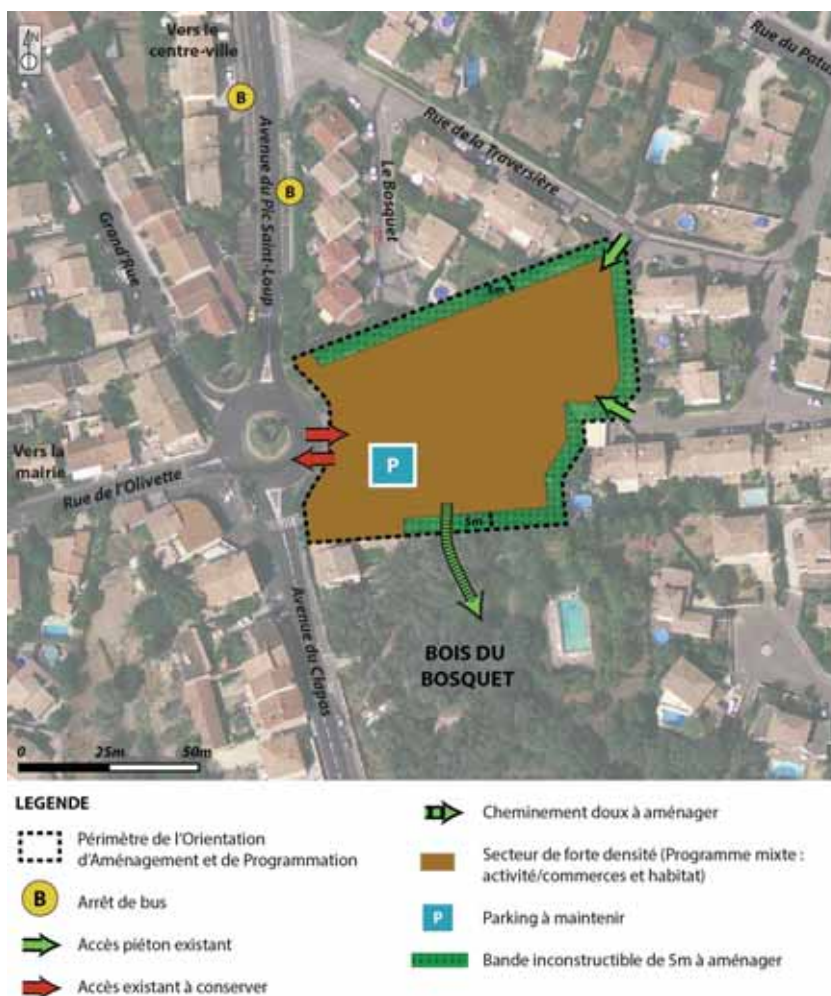 N
Vers le
centre-ville
Rue du Patus
B
Avenue du Pic Saint-Loup
Rue de la Traversière
B
Le Bosquet
Grand'Rue
5m
Vers la
mairie
P
Rue de l'Olivette
5m
BOIS DU
BOSQUET
Avenue du Clapas
0 25m 50m
LEGENDE
Périmètre de l'Orientation
d'Aménagement et de Programmation
B Arrêt de bus
Accès piéton existant
Accès existant à conserver
Cheminement doux à aménager
Secteur de forte densité (Programme mixte :
activité/commerces et habitat)
P Parking à maintenir
Bande inconstructible de 5m à aménager